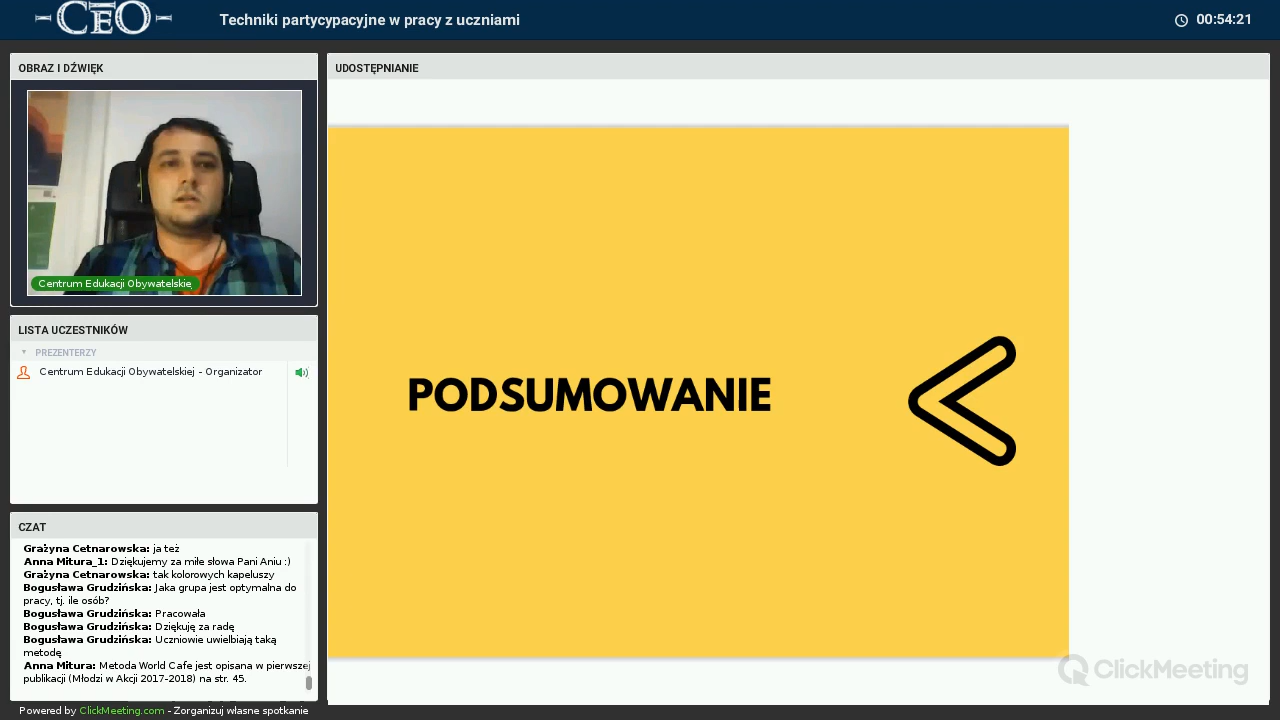 CEO
Techniki partycypacyjne w pracy z uczniami
00:54:21
OBRAZ I DŹWIĘK
Centrum Edukacji Obywatelskiej
LISTA UCZESTNIKÓW
PREZENTERZY
Centrum Edukacji Obywatelskiej - Organizator
CZAT
Grażyna Cetnarowska: ja też
Anna Mitura_1: Dziękujemy za miłe słowa Pani Aniu :)
Grażyna Cetnarowska: tak kolorowych kapeluszy
Bogusława Grudzińska: Jaka grupa jest optymalna do
pracy, tj. ile osób?
Bogusława Grudzińska: Pracowała
Bogusława Grudzińska: Dziękuję za radę
Bogusława Grudzińska: Uczniowie uwielbiają taką
metodę
Anna Mitura: Metoda World Cafe jest opisana w pierwszej
publikacji (Młodzi w Akcji 2017-2018) na str. 45.
Powered by ClickMeeting.com - Zorganizuj własne spotkanie
UDOSTĘPNIANIE
PODSUMOWANIE
ClickMeeting